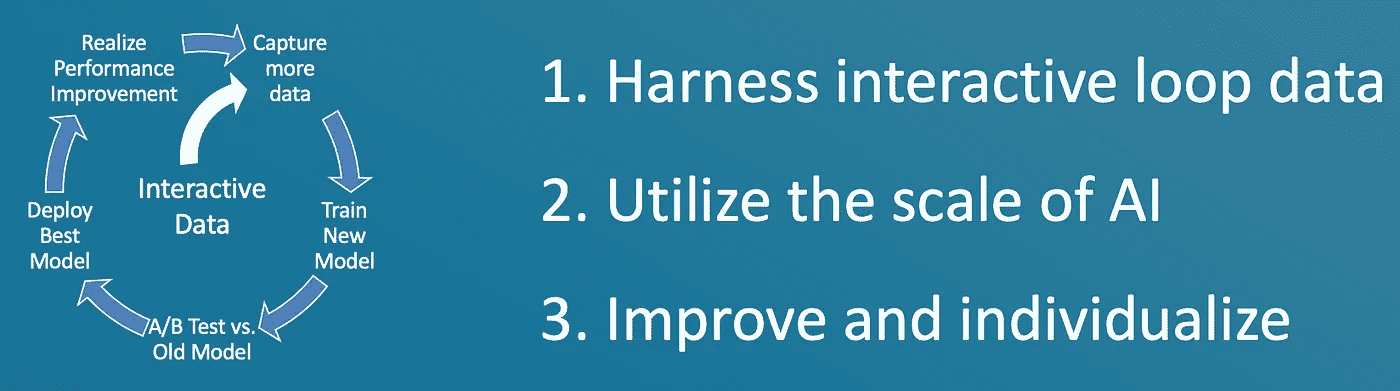 Realize
Performance
Improvement
Capture
more
data
Interactive
Data
Train
New
Model
A/B Test vs.
Old Model
Deploy
Best
Model
1. Harness interactive loop data
2. Utilize the scale of AI
3. Improve and individualize